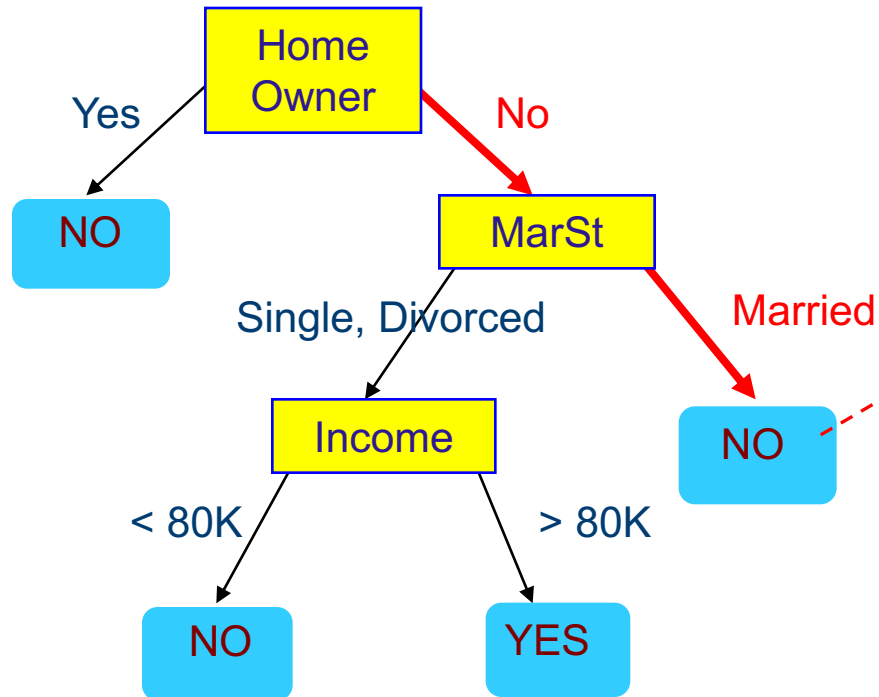 Home
Owner
Yes
No
NO
MarSt
Single, Divorced
Married
Income
NO
< 80K
> 80K
NO
YES